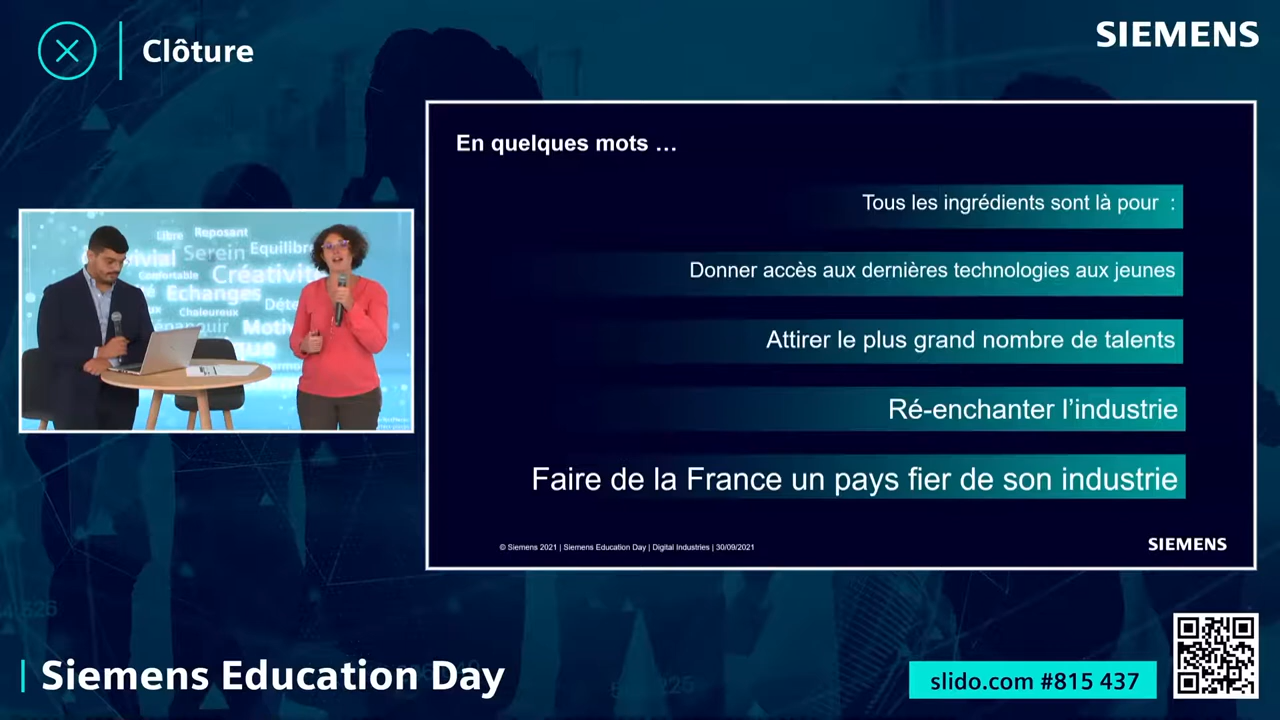 Clôture
SIEMENS
En quelques mots …
Tous les ingrédients sont là pour :
Donner accès aux dernières technologies aux jeunes
Attirer le plus grand nombre de talents
Ré-enchanter l’industrie
Faire de la France un pays fier de son industrie
© Siemens 2021 | Siemens Education Day | Digital Industries | 30/09/2021
SIEMENS
Libre Reposant
Serein Equilibre
Confortable Créativité
Echanges
Chaleureux
Siemens Education Day
slido.com #815 437